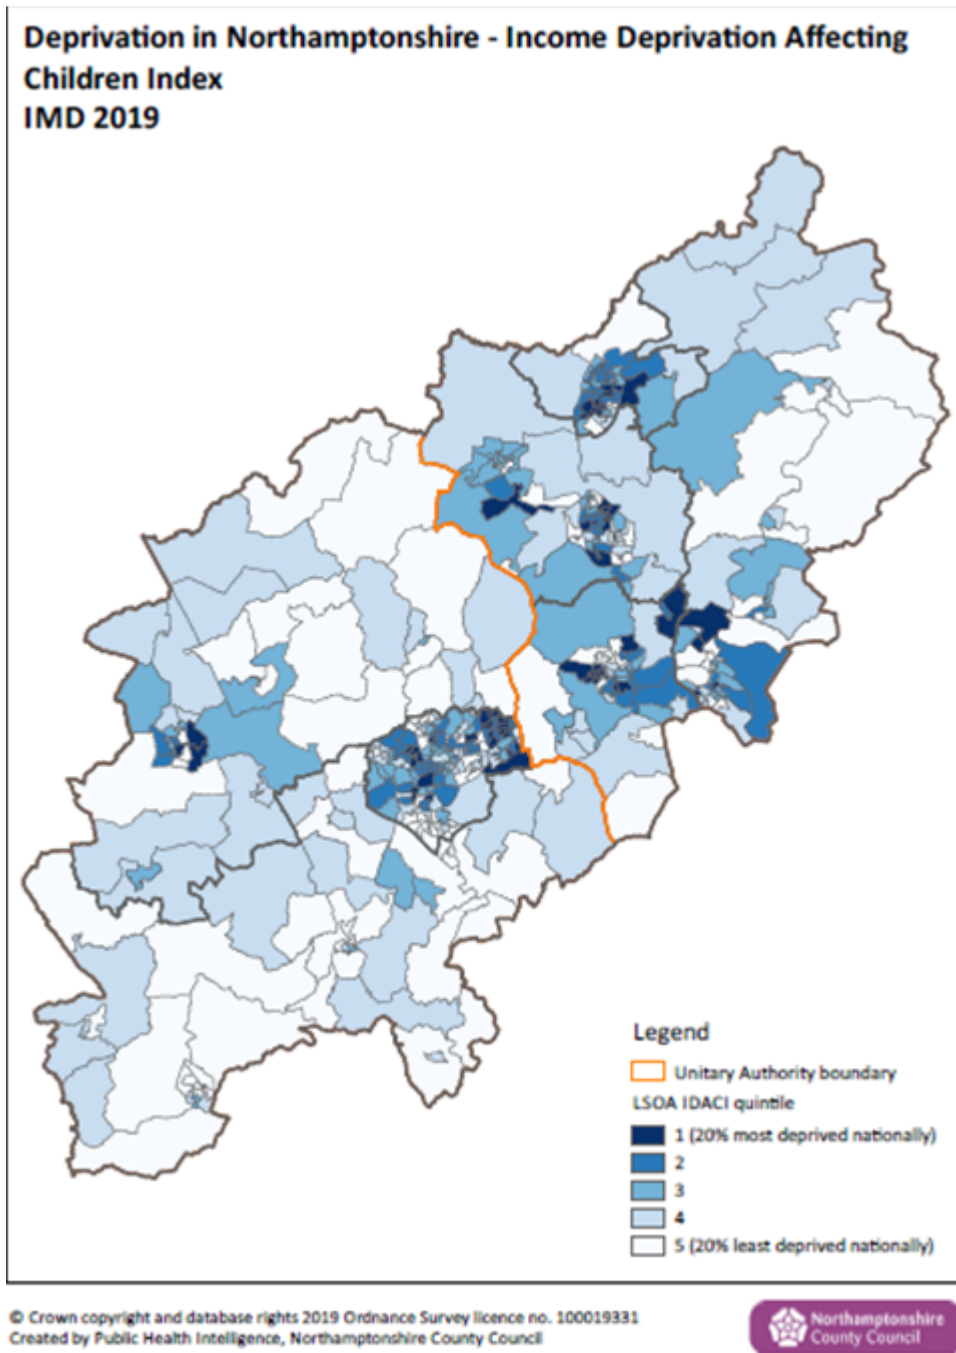 Deprivation in Northamptonshire - Income Deprivation Affecting
Children Index
IMD 2019
Legend
Unitary Authority boundary
LSOA IDACI quintile
1 (20% most deprived nationally)
2
3
4
5 (20% least deprived nationally)
© Crown copyright and database rights 2019 Ordnance Survey licence no. 100019331
Created by Public Health Intelligence, Northamptonshire County Council
Northamptonshire
County Council